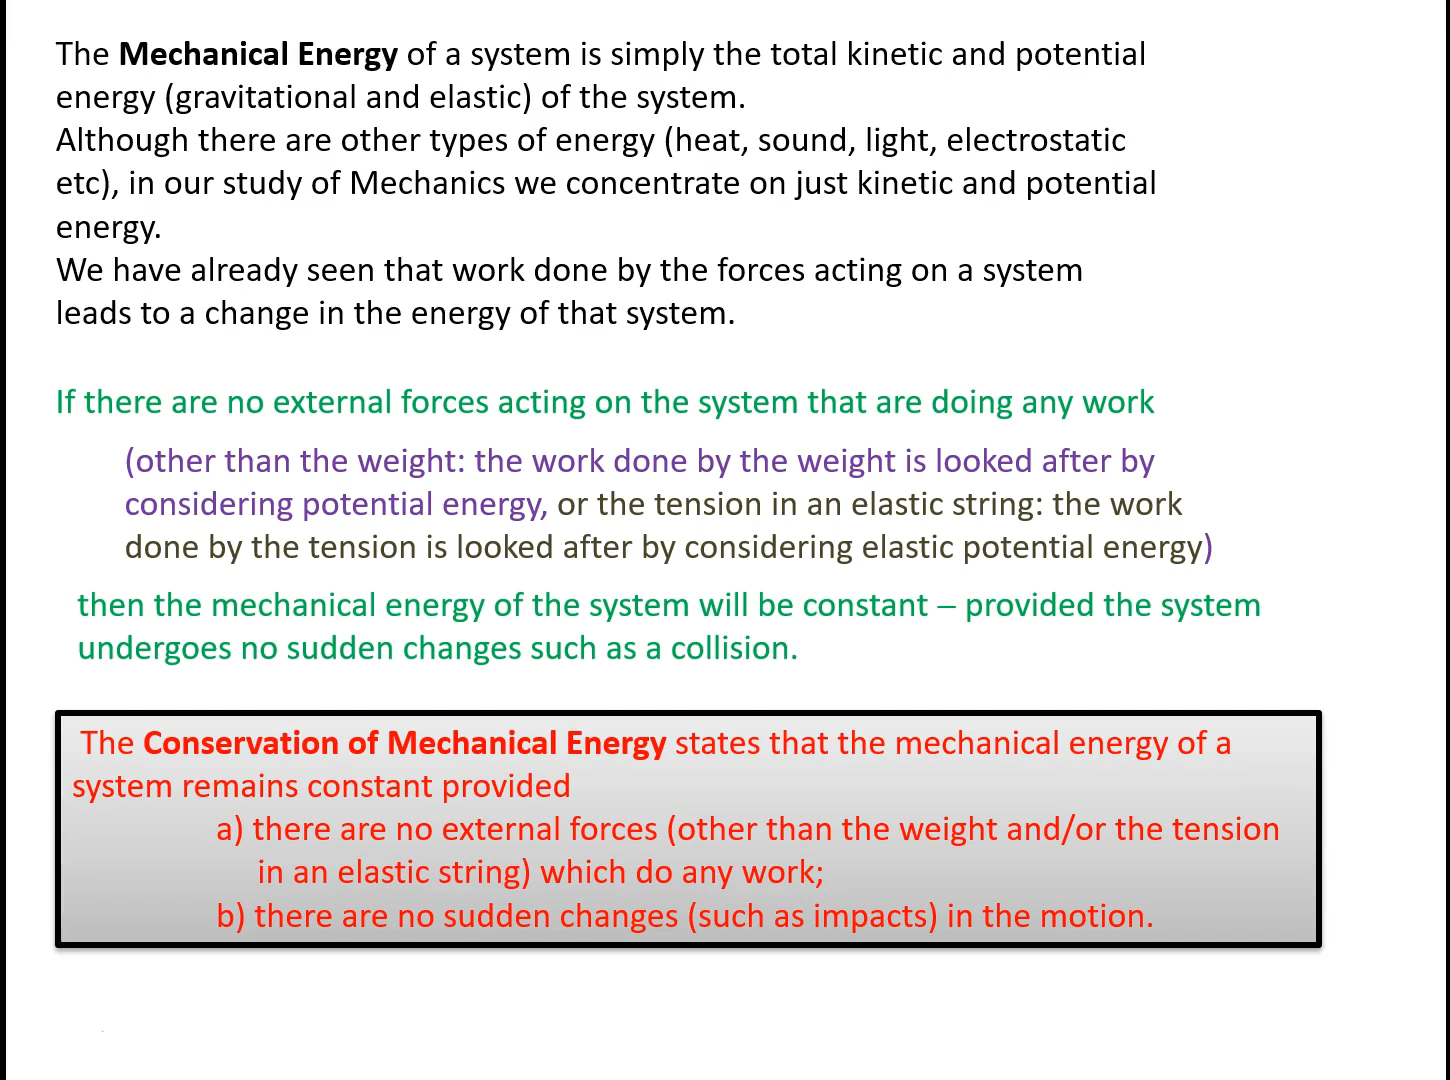 The Mechanical Energy of a system is simply the total kinetic and potential
energy (gravitational and elastic) of the system.
Although there are other types of energy (heat, sound, light, electrostatic
etc), in our study of Mechanics we concentrate on just kinetic and potential
energy.
We have already seen that work done by the forces acting on a system
leads to a change in the energy of that system.
If there are no external forces acting on the system that are doing any work
(other than the weight: the work done by the weight is looked after by
considering potential energy, or the tension in an elastic string: the work
done by the tension is looked after by considering elastic potential energy)
then the mechanical energy of the system will be constant – provided the system
undergoes no sudden changes such as a collision.
The Conservation of Mechanical Energy states that the mechanical energy of a
system remains constant provided
a) there are no external forces (other than the weight and/or the tension
in an elastic string) which do any work;
b) there are no sudden changes (such as impacts) in the motion.